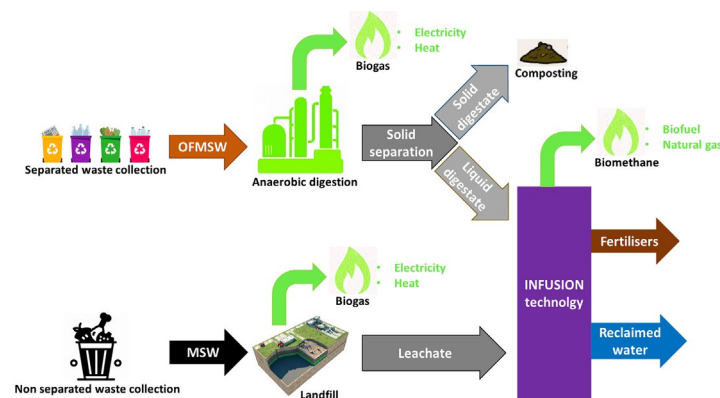 Electricity
Heat
Biogas
Composting
Solid
digestate
Separated waste collection
OFMSW
Anaerobic digestion
Solid
separation
Liquid
digestate
Biofuel
Natural gas
Biomethane
Fertilisers
INFUSION
technolgy
Electricity
Heat
Biogas
Reclaimed
water
MSW
Leachate
Non separated waste collection
Landfill